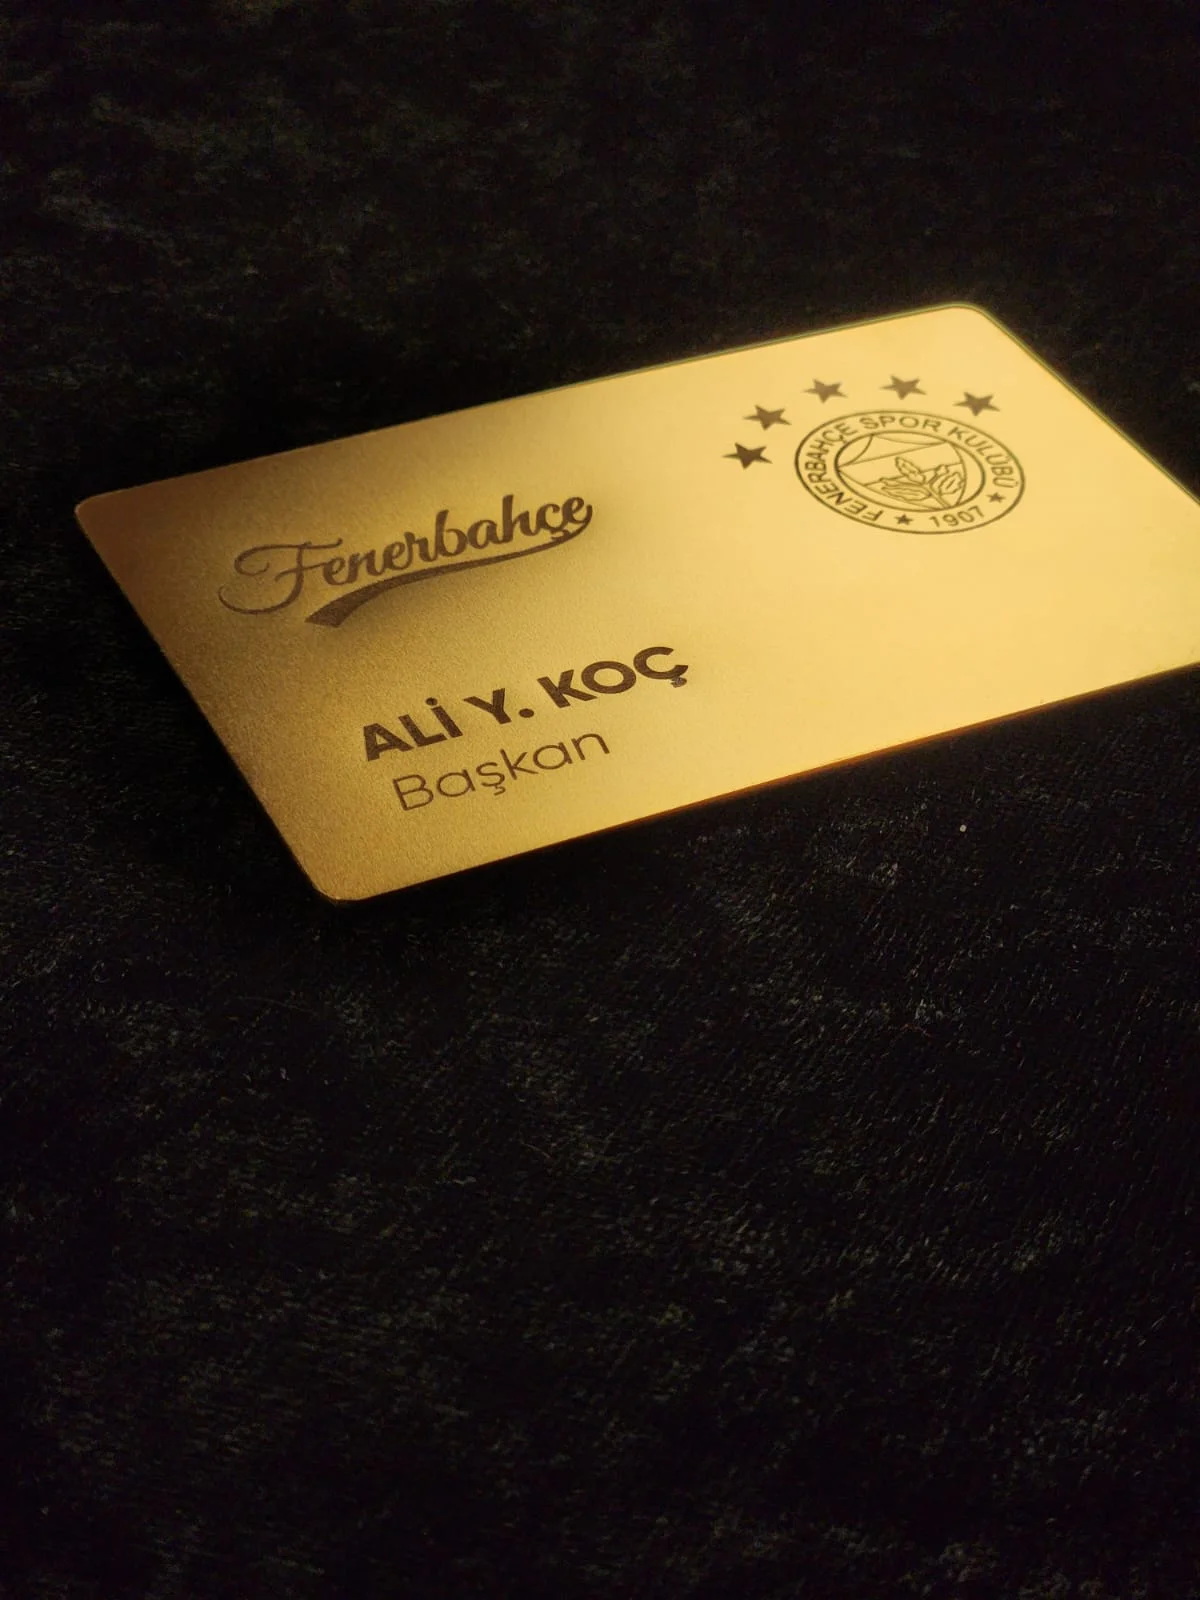 Fenerbahçe
FENERBAHÇE SPOR KULÜBÜ ★ 1907 ★
ALİ Y. KOÇ
Başkan